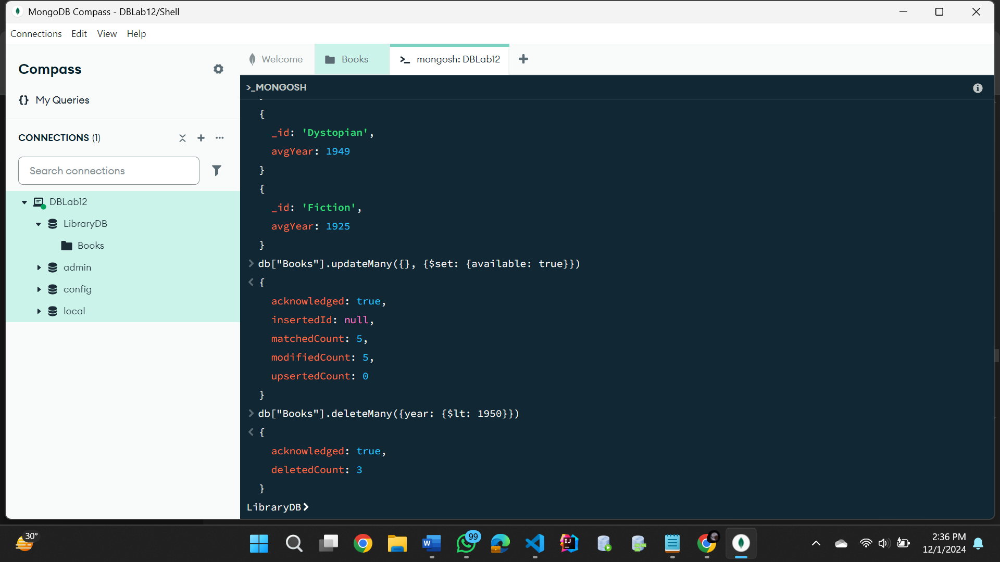 MongoDB Compass - DBLab12/Shell
Connections Edit View Help
Compass
{} My Queries
CONNECTIONS (1)
Search connections
DBLab12
LibraryDB
Books
admin
config
local
Welcome
Books
>_ mongosh: DBLab12
>_MONGOSH
{
_id: 'Dystopian',
avgYear: 1949
}
{
_id: 'Fiction',
avgYear: 1925
}
> db["Books"].updateMany({}, {$set: {available: true}})
< {
acknowledged: true,
insertedId: null,
matchedCount: 5,
modifiedCount: 5,
upsertedCount: 0
}
> db["Books"].deleteMany({year: {$lt: 1950}})
< {
acknowledged: true,
deletedCount: 3
}
LibraryDB>
30°
W
99
IJ
2:36 PM
12/1/2024